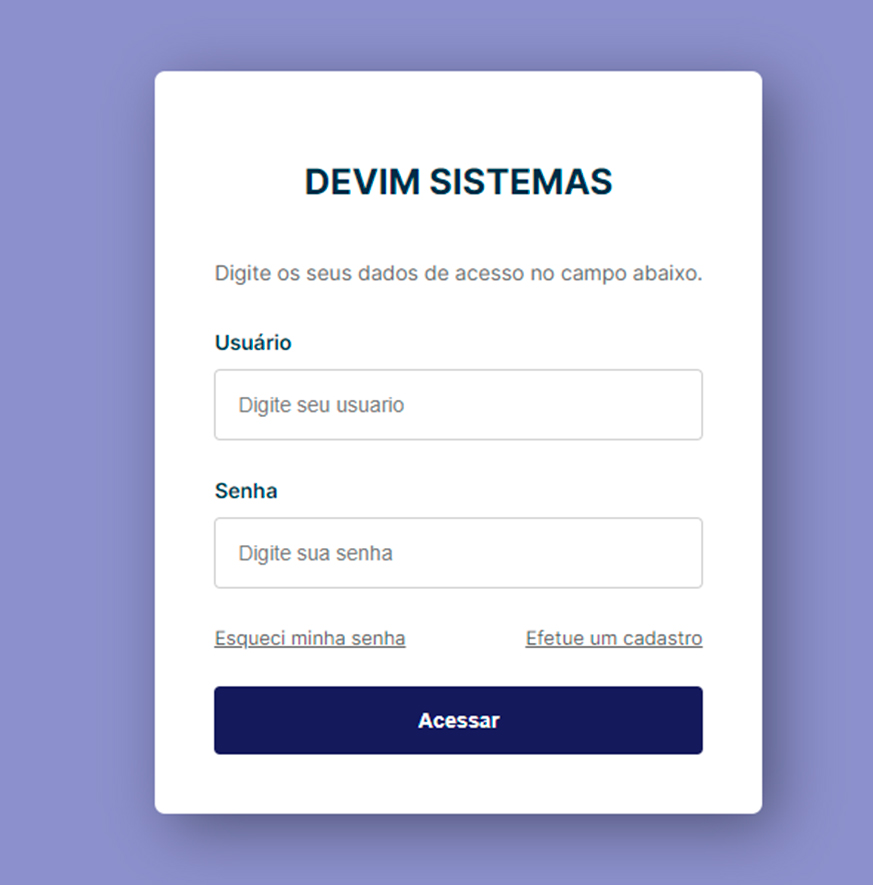 DEVIM SISTEMAS
Digite os seus dados de acesso no campo abaixo.
Usuário
Digite seu usuario
Senha
Digite sua senha
Esqueci minha senha Efetue um cadastro
Acessar